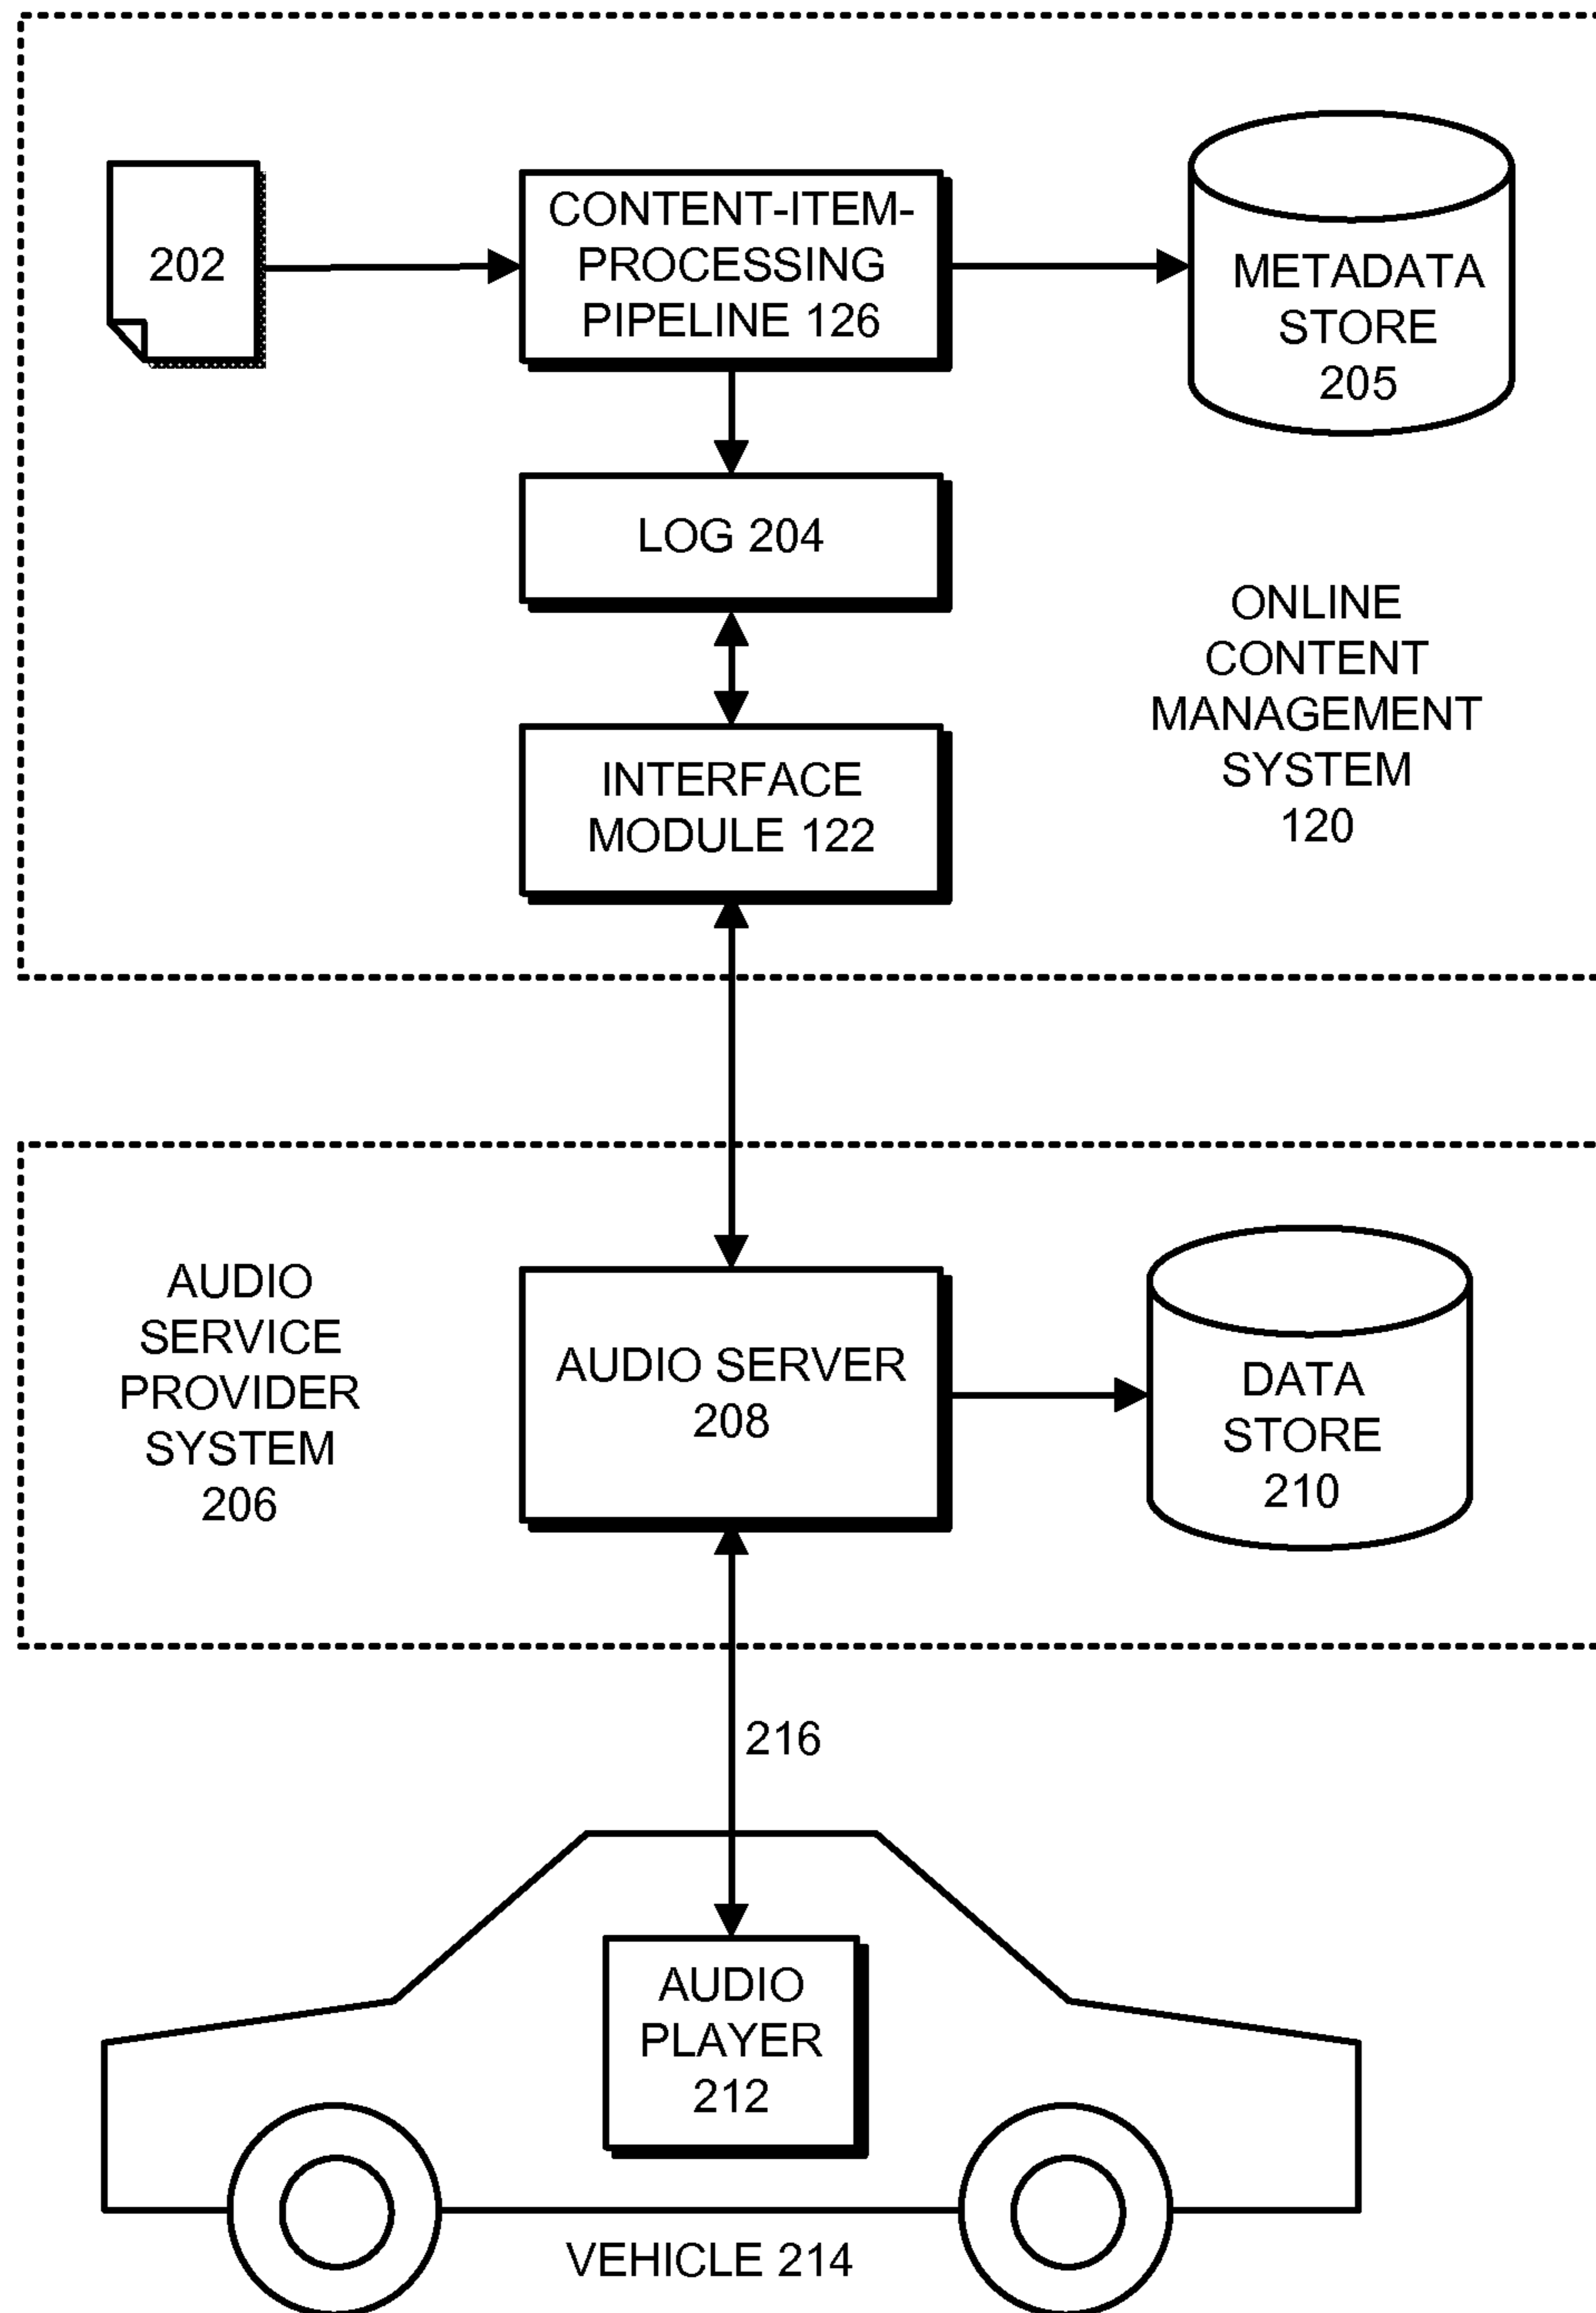 202
CONTENT-ITEM-
PROCESSING
PIPELINE 126
METADATA
STORE
205
LOG 204
ONLINE
CONTENT
MANAGEMENT
SYSTEM
120
INTERFACE
MODULE 122
AUDIO
SERVICE
PROVIDER
SYSTEM
206
AUDIO SERVER
208
DATA
STORE
210
216
AUDIO
PLAYER
212
VEHICLE 214